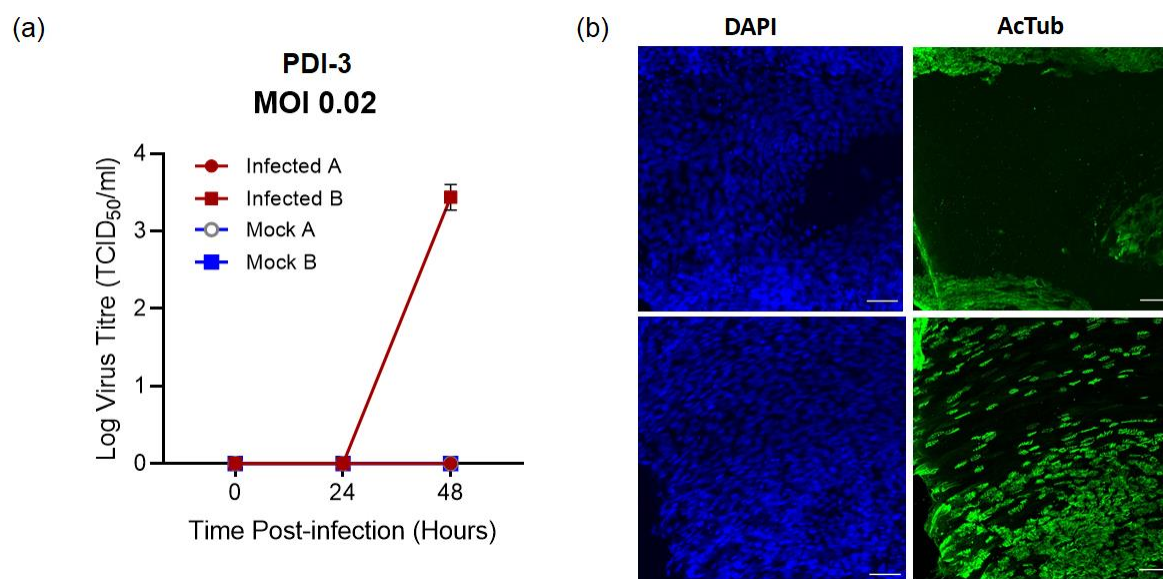 (a)
PDI-3
MOI 0.02
Log Virus Titre (TCID50/ml)
4
3
2
1
0
Infected A
Infected B
Mock A
Mock B
0 24 48
Time Post-infection (Hours)
(b)
DAPI AcTub